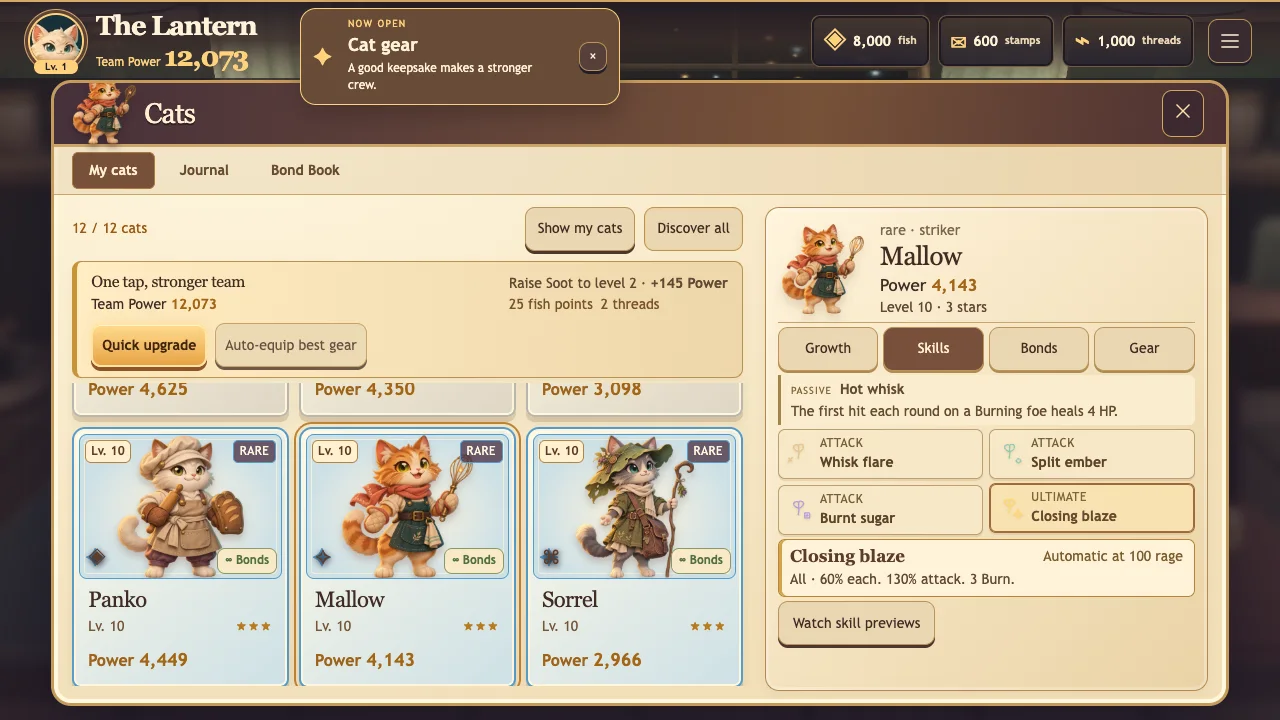 The Lantern
Team Power 12,073
Lv. 1
NOW OPEN
Cat gear
A good keepsake makes a stronger
crew.
×
8,000 fish
600 stamps
1,000 threads
Cats
My cats
Journal
Bond Book
12 / 12 cats
Show my cats
Discover all
One tap, stronger team
Team Power 12,073
Raise Soot to level 2 · +145 Power
25 fish points 2 threads
Quick upgrade
Auto-equip best gear
Power 4,625
Power 4,350
Power 3,098
Lv. 10
RARE
∞ Bonds
Panko
Lv. 10
★★★
Power 4,449
Lv. 10
RARE
∞ Bonds
Mallow
Lv. 10
★★★
Power 4,143
Lv. 10
RARE
∞ Bonds
Sorrel
Lv. 10
★★★
Power 2,966
rare · striker
Mallow
Power 4,143
Level 10 · 3 stars
Growth
Skills
Bonds
Gear
PASSIVE Hot whisk
The first hit each round on a Burning foe heals 4 HP.
ATTACK
Whisk flare
ATTACK
Split ember
ATTACK
Burnt sugar
ULTIMATE
Closing blaze
Closing blaze
Automatic at 100 rage
All · 60% each. 130% attack. 3 Burn.
Watch skill previews